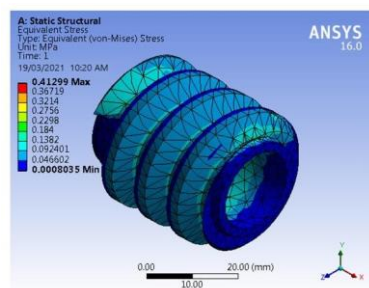 A: Static Structural
Equivalent Stress
Type: Equivalent (von-Mises) Stress
Unit: MPa
Time: 1
19/03/2021 10:20 AM
ANSYS
16.0
0.41299 Max
0.36719
0.3214
0.2756
0.2298
0.184
0.1382
0.092401
0.046602
0.0008035 Min
0.00 20.00 (mm)
10.00
Y
Z X